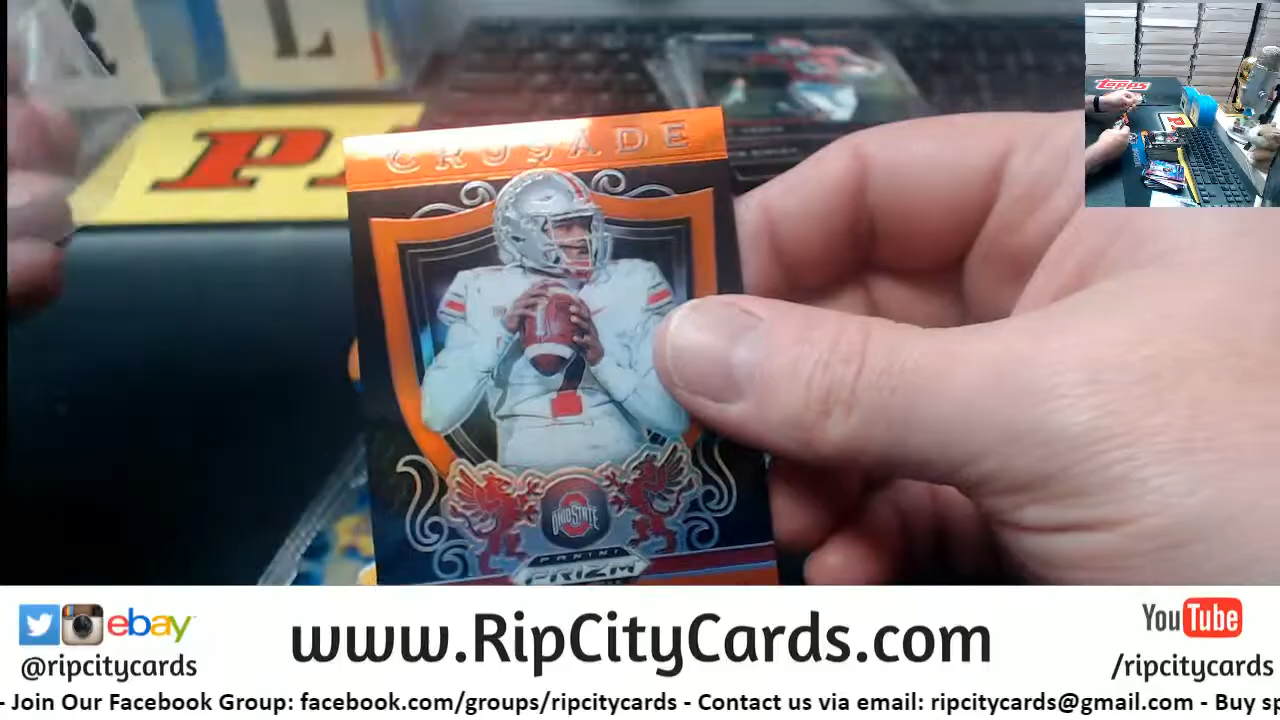 CRUSADE
Topps
OHIO STATE
PANINI
PRIZM
ebay
www.RipCityCards.com
YouTube
@ripcitycards
/ripcitycards
- Join Our Facebook Group: facebook.com/groups/ripcitycards - Contact us via email: ripcitycards@gmail.com - Buy sp